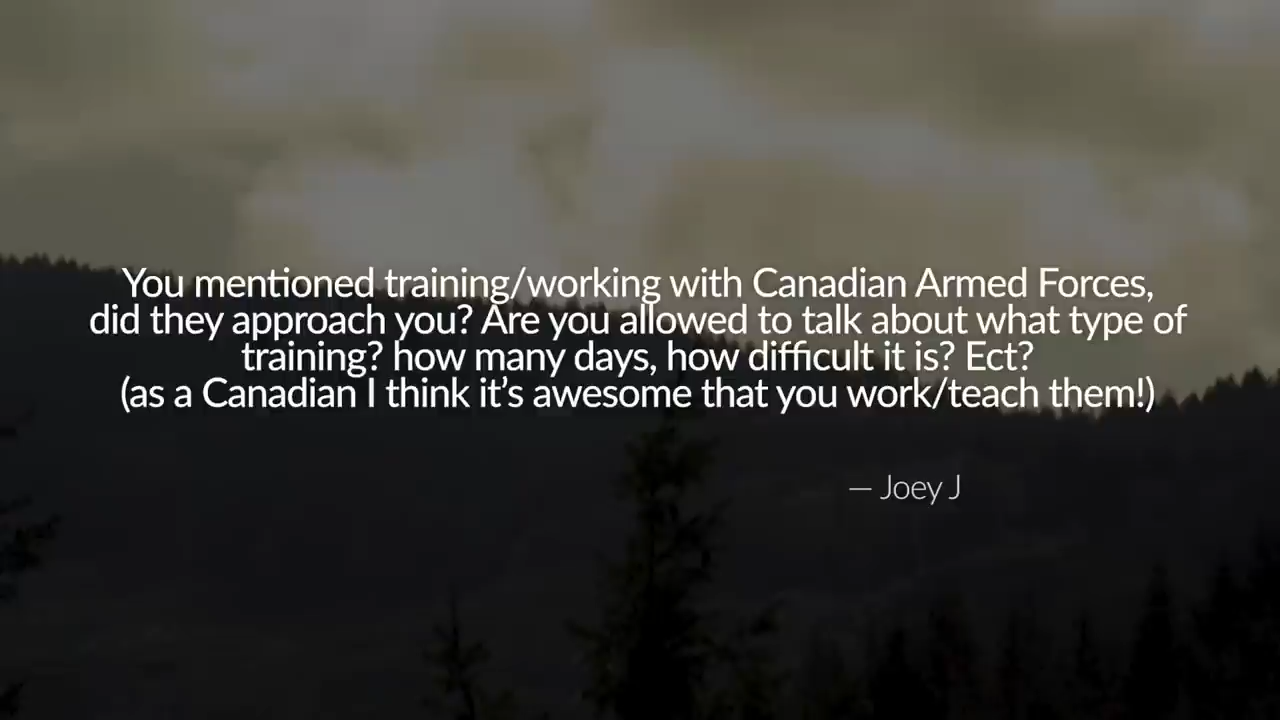 You mentioned training/working with Canadian Armed Forces,
did they approach you? Are you allowed to talk about what type of
training? how many days, how difficult it is? Ect?
(as a Canadian I think it’s awesome that you work/teach them!)
— Joey J